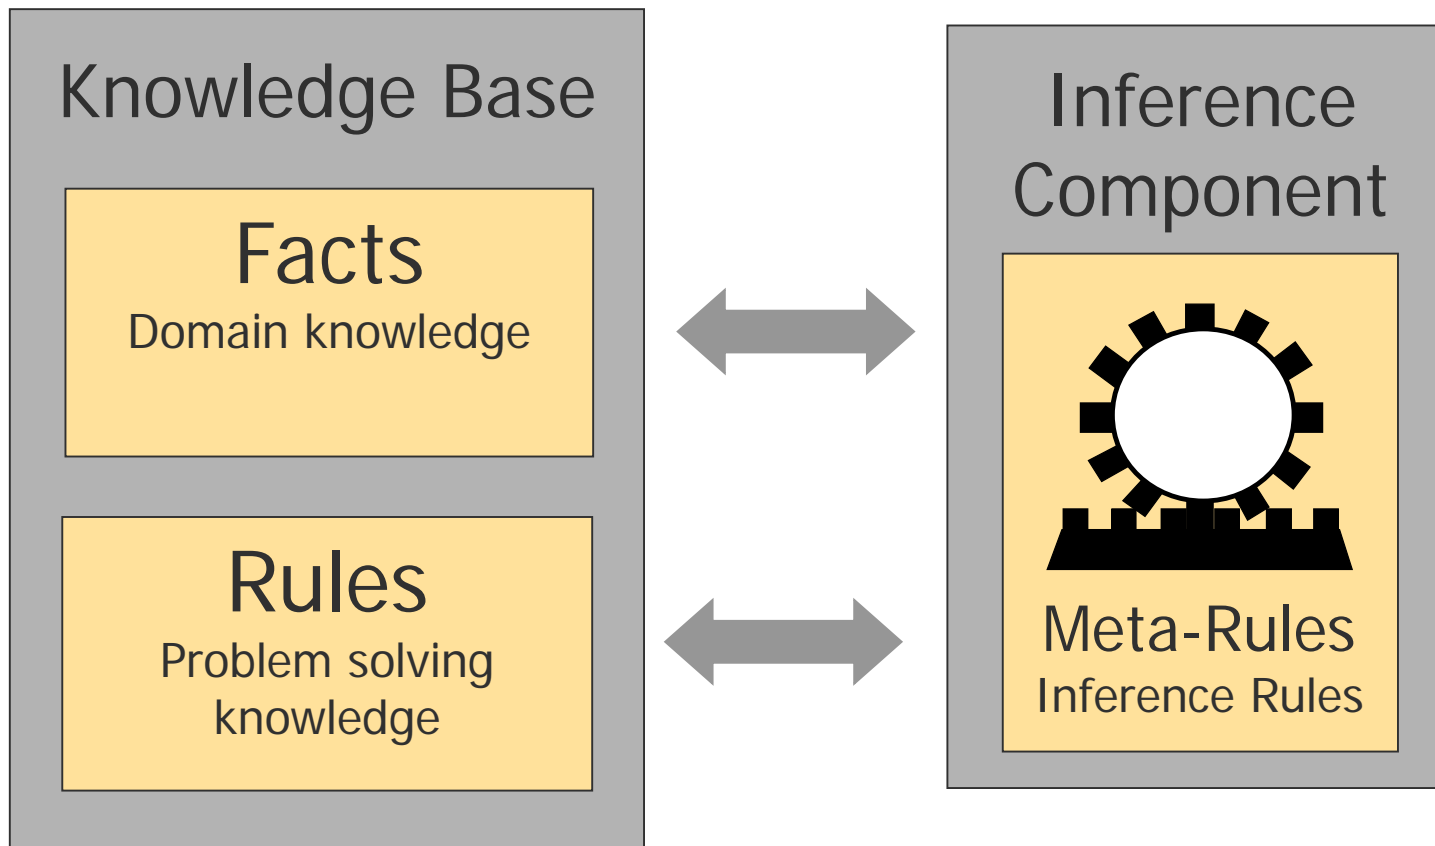 Knowledge Base
Facts
Domain knowledge
Rules
Problem solving
knowledge
Inference
Component
Meta-Rules
Inference Rules